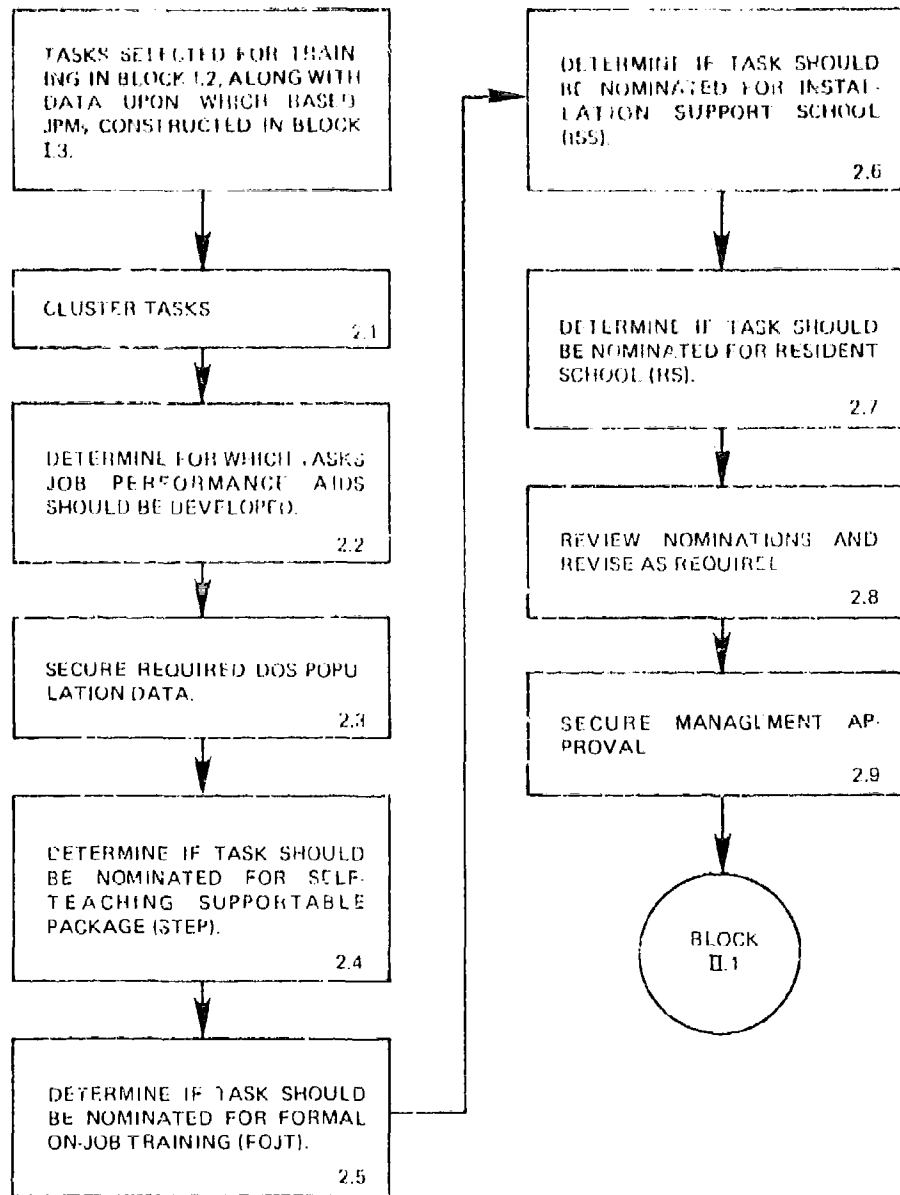 TASKS SELECTED FOR TRAIN
ING IN BLOCK I.2, ALONG WITH
DATA UPON WHICH BASED
JPMs CONSTRUCTED IN BLOCK
I.3.
CLUSTER TASKS
2.1
DETERMINE FOR WHICH TASKS
JOB PERFORMANCE AIDS
SHOULD BE DEVELOPED.
2.2
SECURE REQUIRED DOS POPU
LATION DATA.
2.3
DETERMINE IF TASK SHOULD
BE NOMINATED FOR SELF-
TEACHING SUPPORTABLE
PACKAGE (STEP).
2.4
DETERMINE IF TASK SHOULD
BE NOMINATED FOR FORMAL
ON-JOB TRAINING (FOJT).
2.5
DETERMINE IF TASK SHOULD
BE NOMINATED FOR INSTAL-
LATION SUPPORT SCHOOL
(ISS).
2.6
DETERMINE IF TASK SHOULD
BE NOMINATED FOR RESIDENT
SCHOOL (RS).
2.7
REVIEW NOMINATIONS AND
REVISE AS REQUIREL
2.8
SECURE MANAGEMENT AP-
PROVAL
2.9
BLOCK
II.1